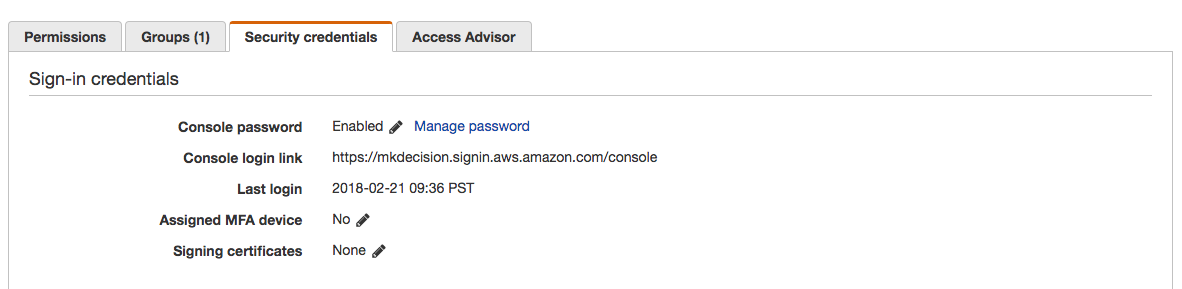 Permissions Groups (1) Security credentials Access Advisor
Sign-in credentials
Console password Enabled Manage password
Console login link https://mkdecision.signin.aws.amazon.com/console
Last login 2018-02-21 09:36 PST
Assigned MFA device No
Signing certificates None